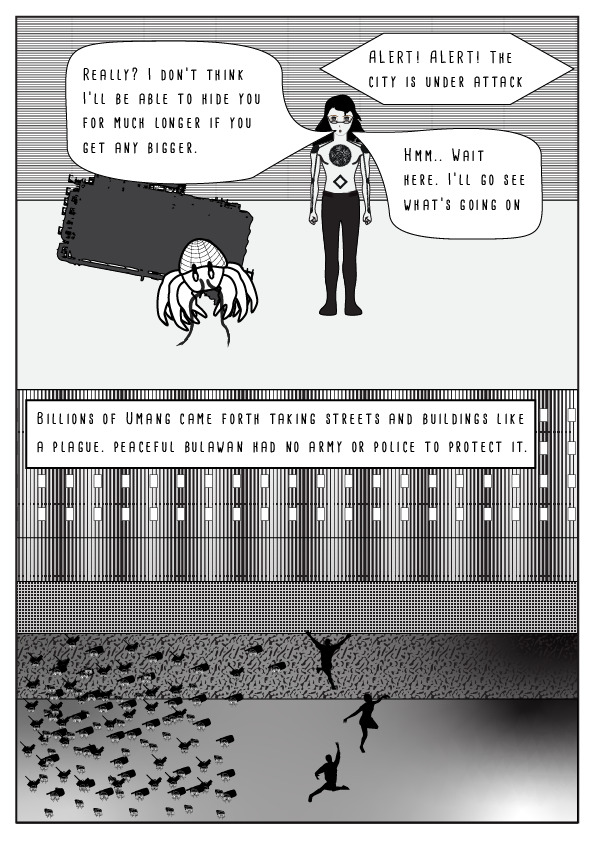 Really? I don't think
I'll be able to hide you
for much longer if you
get any bigger.
ALERT! ALERT! The
city is under attack
Hmm.. Wait
here. I'll go see
what's going on
Billions of Umang came forth taking streets and buildings like
a plague. peaceful bulawan had no army or police to protect it.